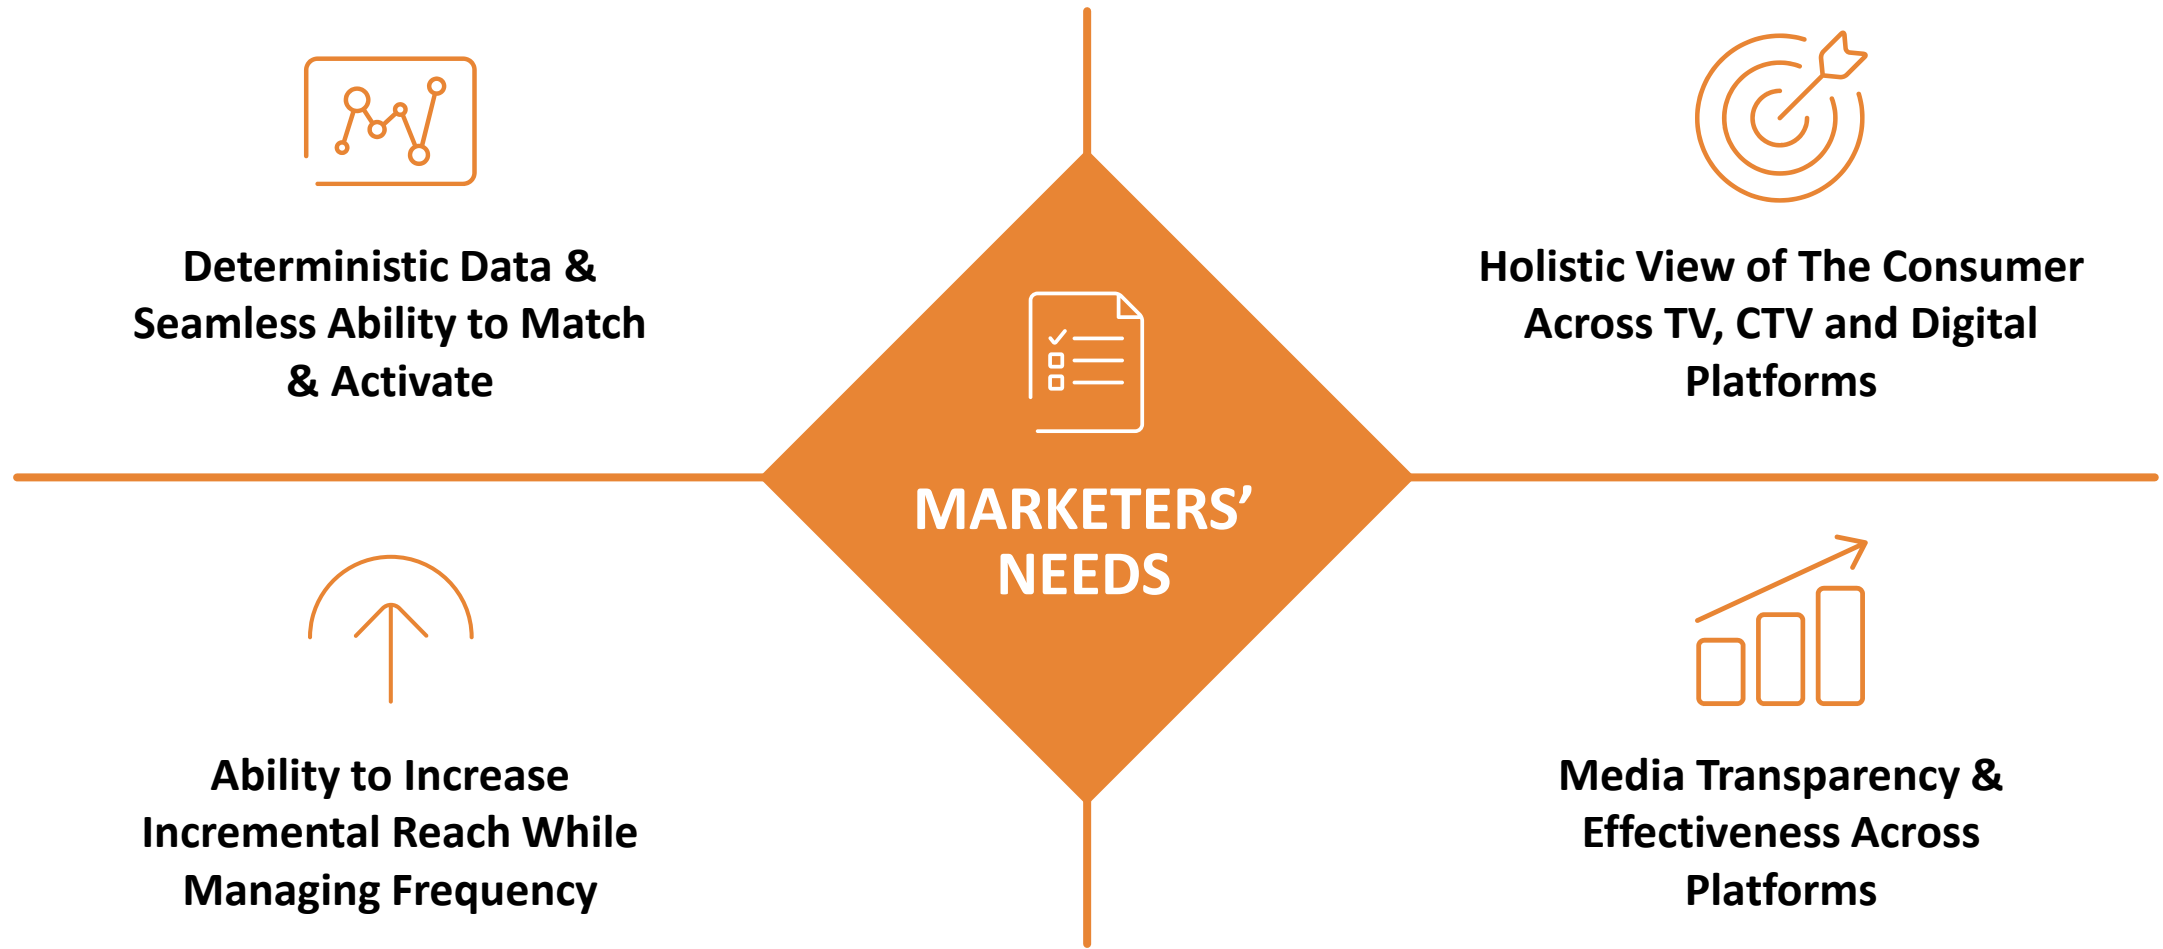 Deterministic Data &
Seamless Ability to Match
& Activate
Holistic View of The Consumer
Across TV, CTV and Digital
Platforms
MARKETERS’
NEEDS
Ability to Increase
Incremental Reach While
Managing Frequency
Media Transparency &
Effectiveness Across
Platforms